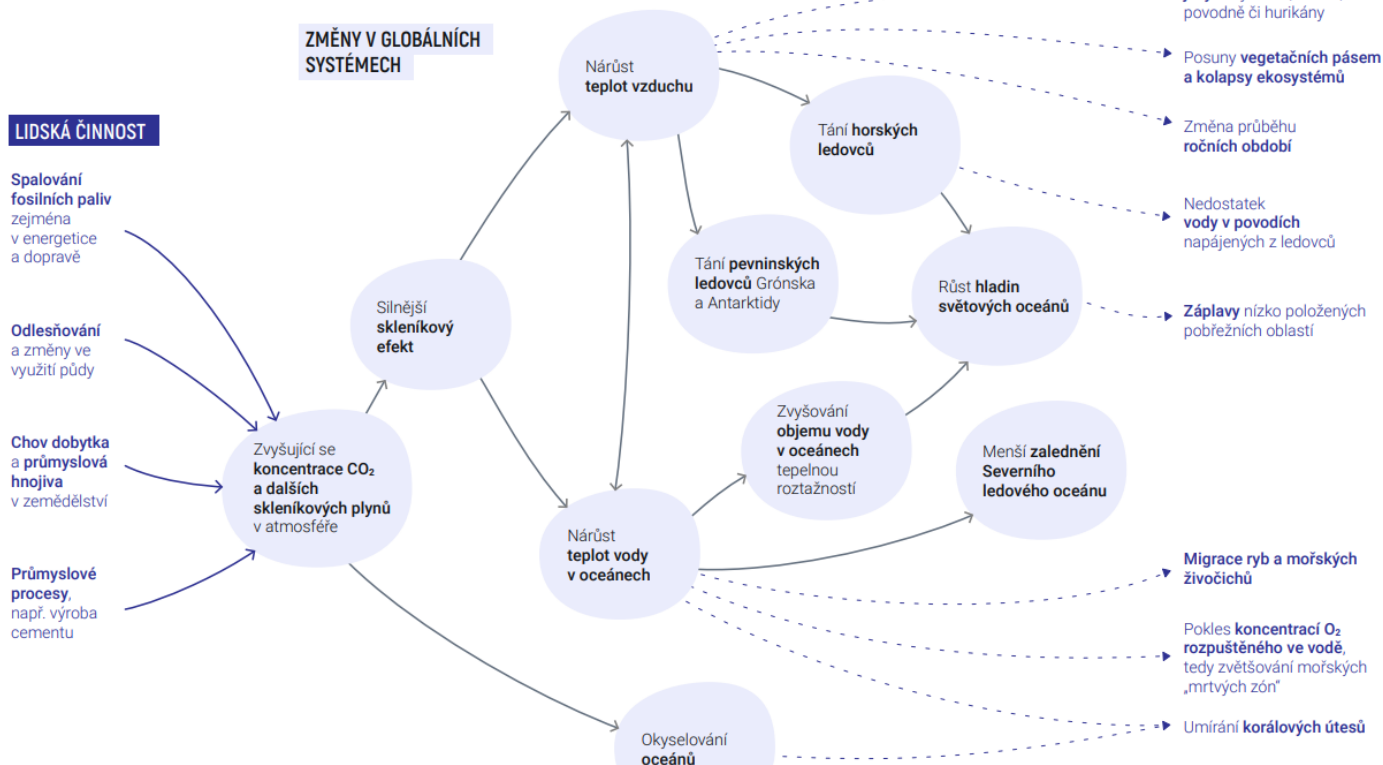 ZMĚNY V GLOBÁLNÍCH
SYSTÉMECH
LIDSKÁ ČINNOST
Spalování
fosilních paliv
zejména
v energetice
a dopravě
Odlesňování
a změny ve
využití půdy
Chov dobytka
a průmyslová
hnojiva
v zemědělství
Průmyslové
procesy,
např. výroba
cementu
Zvyšující se
koncentrace CO₂
a dalších
skleníkových plynů
v atmosféře
Silnější
skleníkový
efekt
Nárůst
teplot vzduchu
Tání horských
ledovců
Tání pevninských
ledovců Grónska
a Antarktidy
Růst hladin
světových oceánů
Zvyšování
objemu vody
v oceánech
tepelnou
roztažností
Menší zalednění
Severního
ledového oceánu
Nárůst
teplot vody
v oceánech
Okyselování
oceánů
povodně či hurikány
Posuny vegetačních pásem
a kolapsy ekosystémů
Změna průběhu
ročních období
Nedostatek
vody v povodích
napájených z ledovců
Záplavy nízko položených
pobřežních oblastí
Migrace ryb a mořských
živočichů
Pokles koncentrací O₂
rozpuštěného ve vodě,
tedy zvětšování mořských
„mrtvých zón“
Umírání korálových útesů